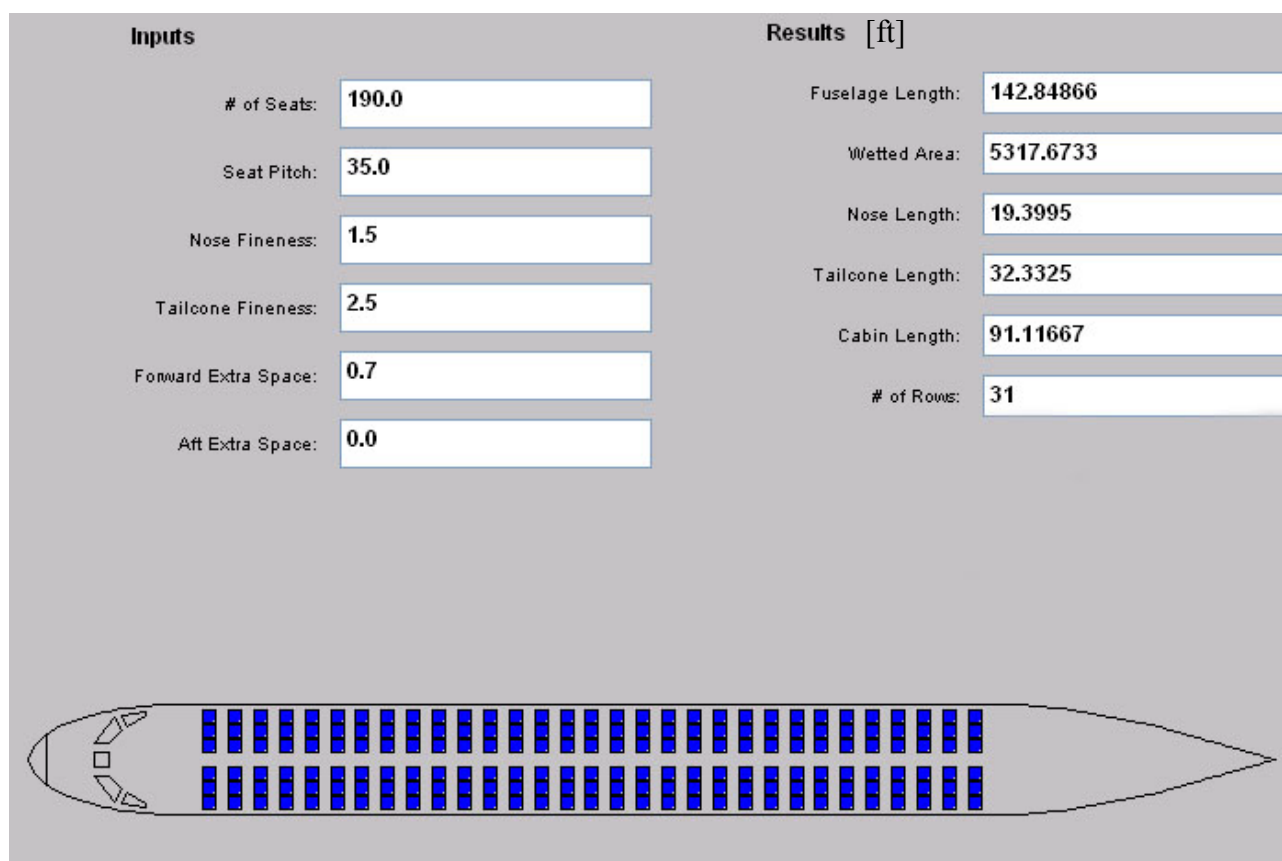 Inputs
# of Seats: 190.0
Seat Pitch: 35.0
Nose Fineness: 1.5
Tailcone Fineness: 2.5
Forward Extra Space: 0.7
Aft Extra Space: 0.0
Results [ft]
Fuselage Length: 142.84866
Wetted Area: 5317.6733
Nose Length: 19.3995
Tailcone Length: 32.3325
Cabin Length: 91.11667
# of Rows: 31